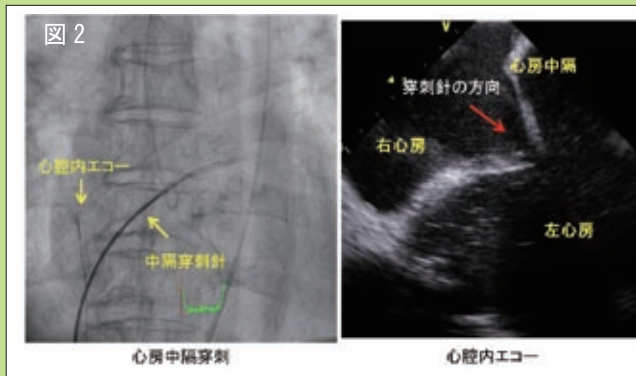 図2
心腔内エコー
中隔穿刺針
心房中隔穿刺
心房中隔
穿刺針の方向
右心房
左心房
心腔内エコー